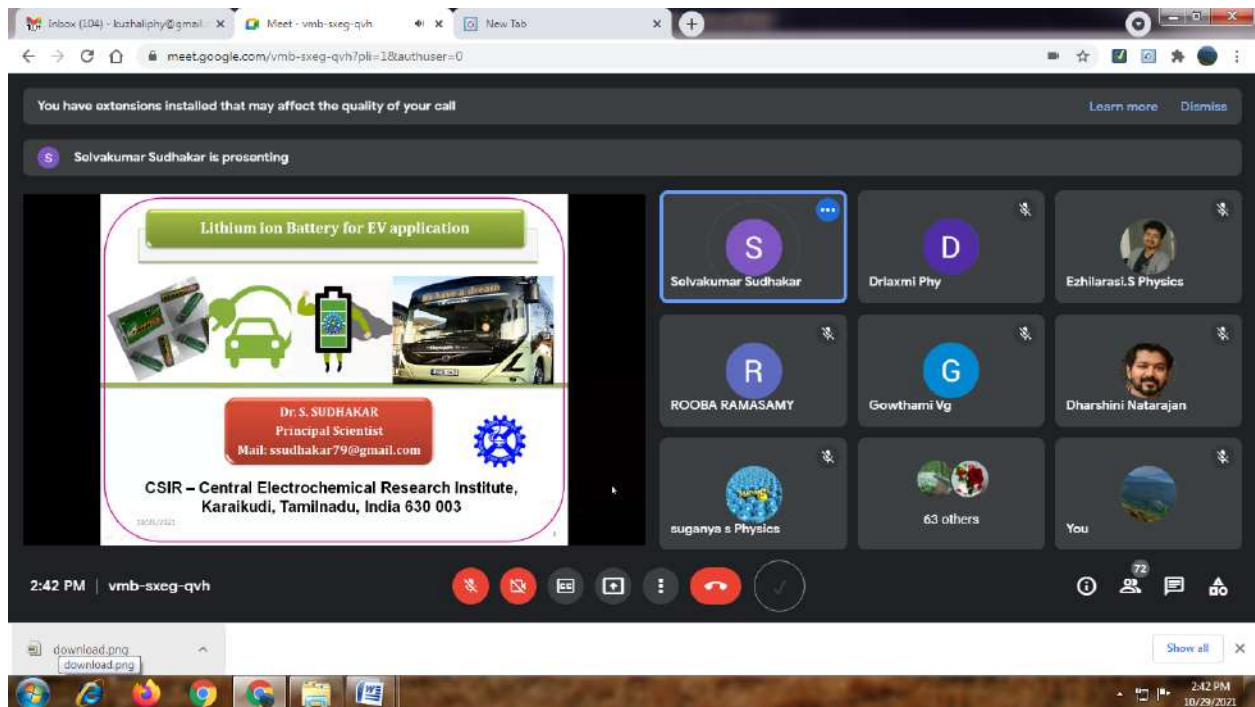 Inbox (104) - kuzhaliphy@gmail.
Meet - vmb-sxeg-qvh
New Tab
meet.google.com/vmb-sxeg-qvh?pli=1&authuser=0
You have extensions installed that may affect the quality of your call
Learn more Dismiss
S Selvakumar Sudhakar is presenting
Lithium Ion Battery for EV application
We have a dream
Dr. S. SUDHAKAR
Principal Scientist
Mail: ssudhakar79@gmail.com
CSIR – Central Electrochemical Research Institute,
Karaikudi, Tamilnadu, India 630 003
S
Selvakumar Sudhakar
D
Drlaxmi Phy
Ezhilarasi.S Physics
R
ROOBA RAMASAMY
G
Gowthami Vg
Dharshini Natarajan
suganya s Physics
63 others
You
2:42 PM | vmb-sxeg-qvh
72
download.png
download.png
Show all
2:42 PM
10/29/2021